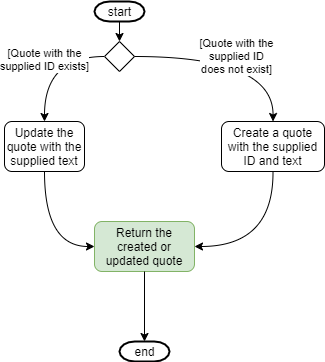 start
[Quote with the
supplied ID exists]
[Quote with the
supplied ID
does not exist]
Update the
quote with the
supplied text
Create a quote
with the supplied
ID and text
Return the
created or
updated quote
end